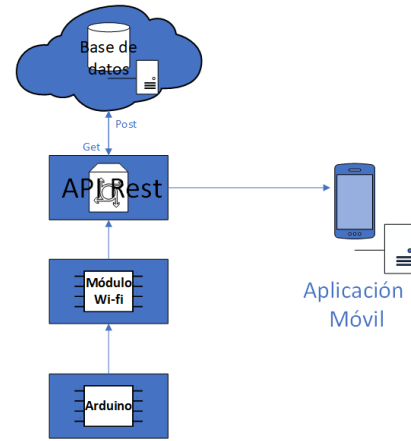 Base de
datos
Post
Get
API Rest
Módulo
Wi-fi
Arduino
Aplicación
Móvil